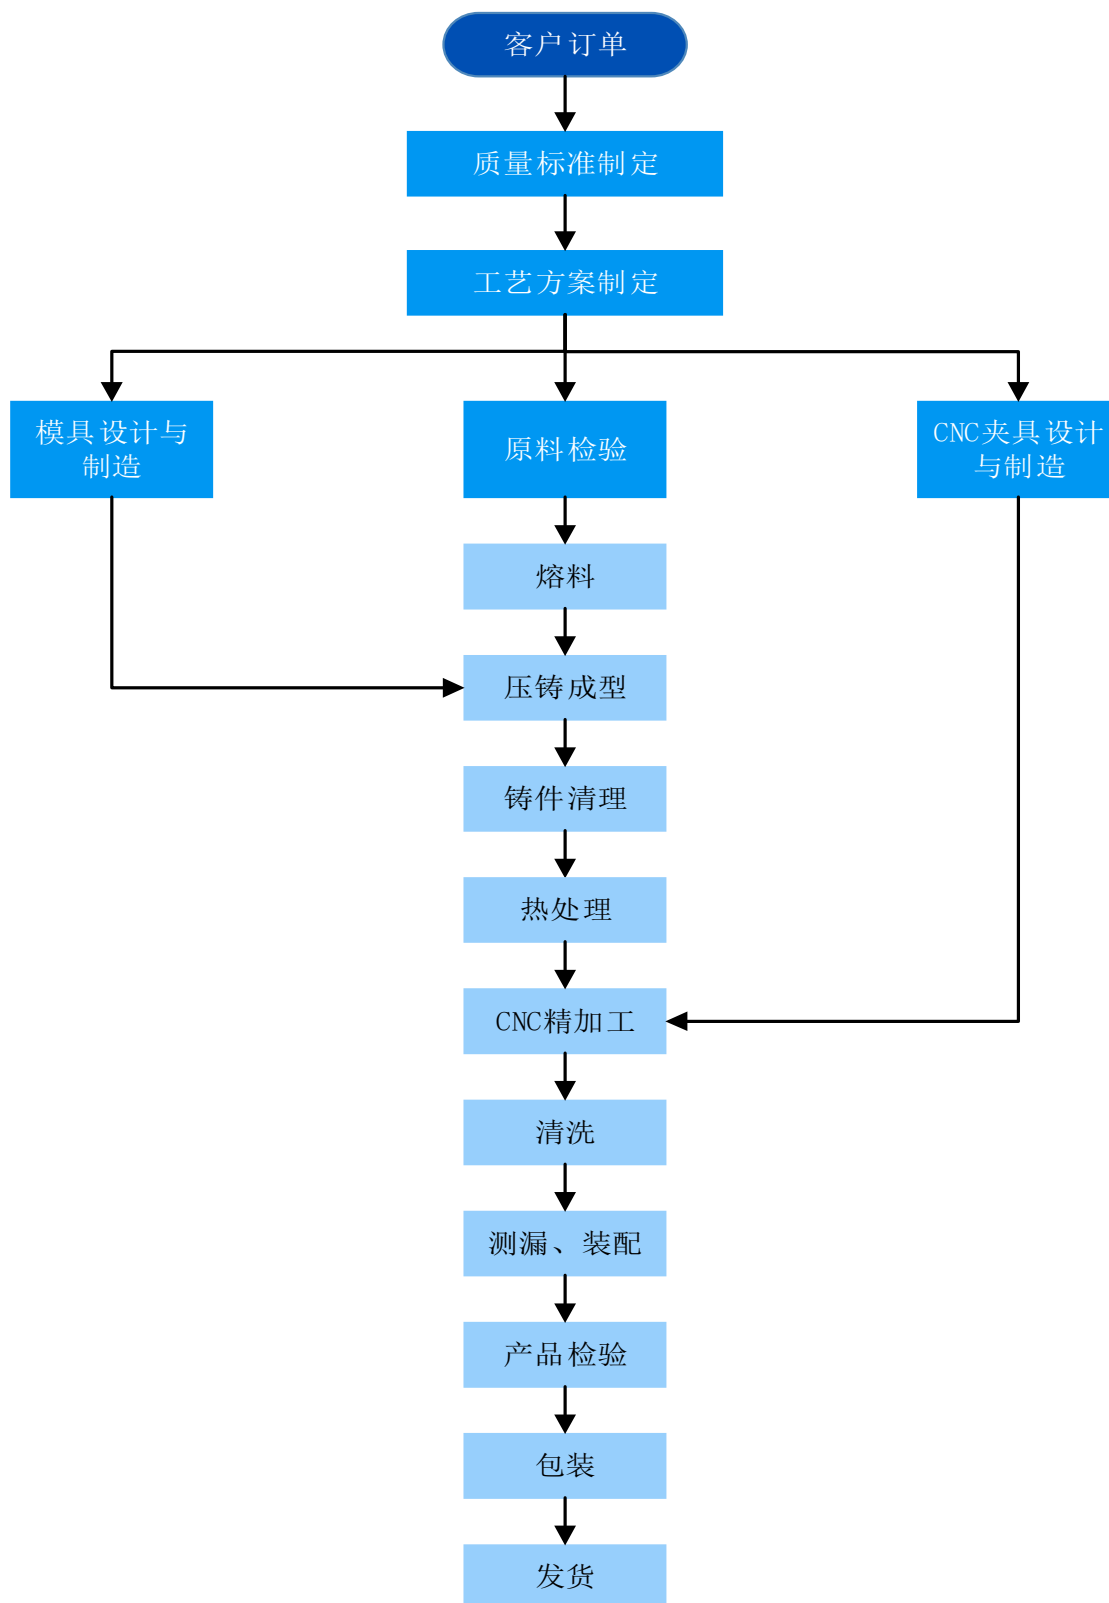 客户订单
质量标准制定
工艺方案制定
模具设计与
制造
原料检验
CNC夹具设计
与制造
熔料
压铸成型
铸件清理
热处理
CNC精加工
清洗
测漏、装配
产品检验
包装
发货